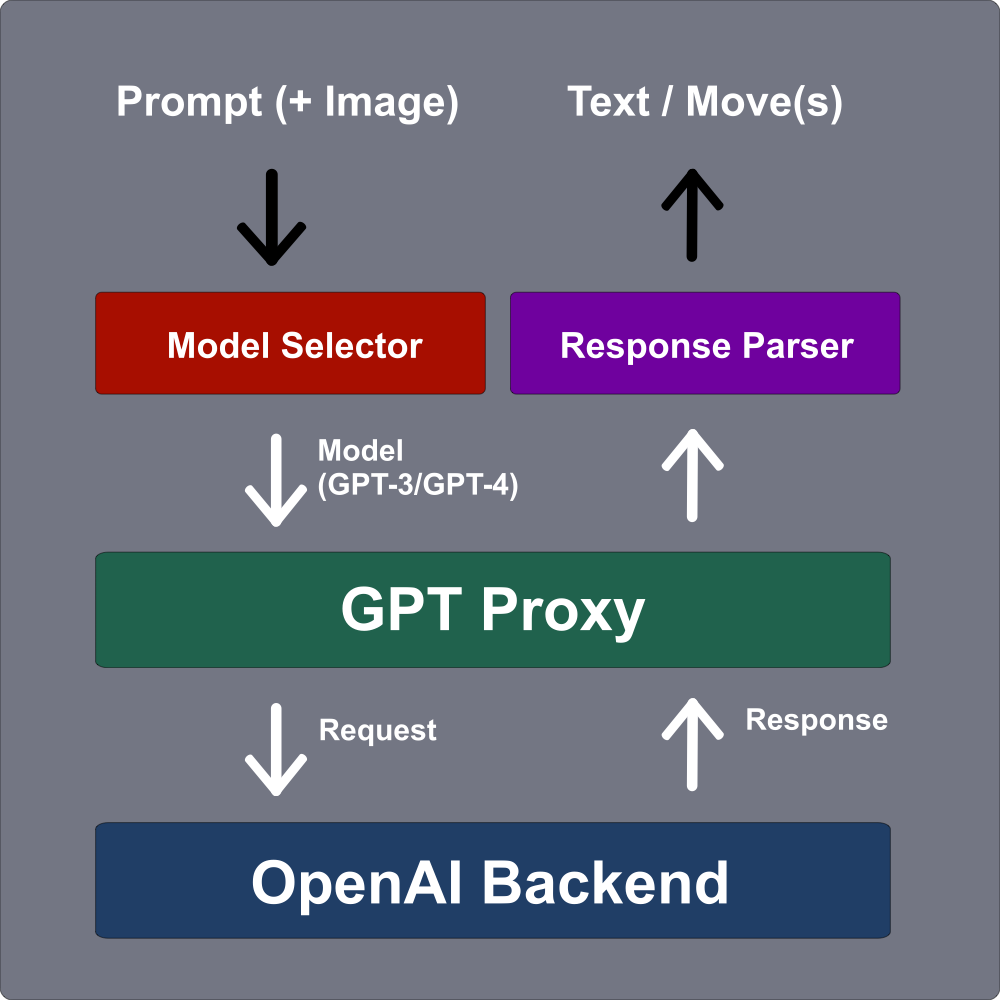 Prompt (+ Image)
Text / Move(s)
Model Selector
Response Parser
Model
(GPT-3/GPT-4)
GPT Proxy
Request
Response
OpenAI Backend